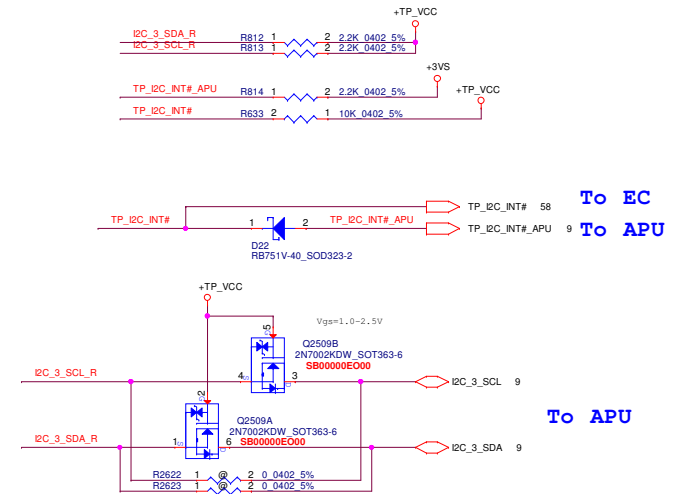 +TP_VCC
I2C_3_SDA_R R812 1 2 2.2K_0402_5%
I2C_3_SCL_R R813 1 2 2.2K_0402_5%
+3VS
TP_I2C_INT#_APU R814 1 2 2.2K_0402_5%
+TP_VCC
TP_I2C_INT# R633 2 1 10K_0402_5%
TP_I2C_INT# 58 To EC
TP_I2C_INT# 1 2 TP_I2C_INT#_APU TP_I2C_INT#_APU 9 To APU
D22
RB751V-40_SOD323-2
+TP_VCC
Vgs=1.0-2.5V
5
G
Q2509B
2N7002KDW_SOT363-6
SB00000EO00
I2C_3_SCL_R 4 S D 3 I2C_3_SCL 9
2
G
To APU
Q2509A
2N7002KDW_SOT363-6
SB00000EO00
I2C_3_SDA_R 1 S D 6 I2C_3_SDA 9
R2622 1 @ 2 0_0402_5%
R2623 1 @ 2 0_0402_5%